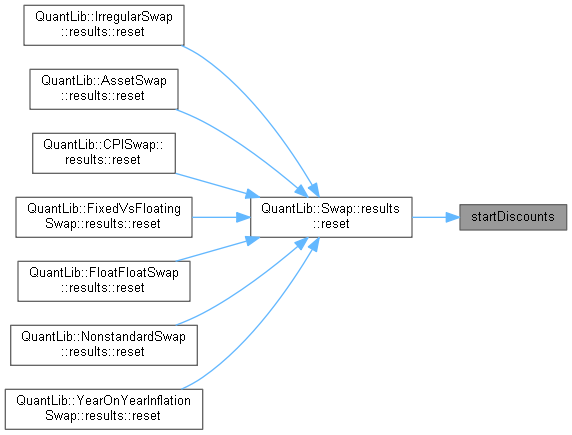 QuantLib::IrregularSwap
::results::reset
QuantLib::AssetSwap
::results::reset
QuantLib::CPISwap::
results::reset
QuantLib::FixedVsFloating
Swap::results::reset
QuantLib::FloatFloatSwap
::results::reset
QuantLib::NonstandardSwap
::results::reset
QuantLib::YearOnYearInflation
Swap::results::reset
QuantLib::Swap::results
::reset
startDiscounts